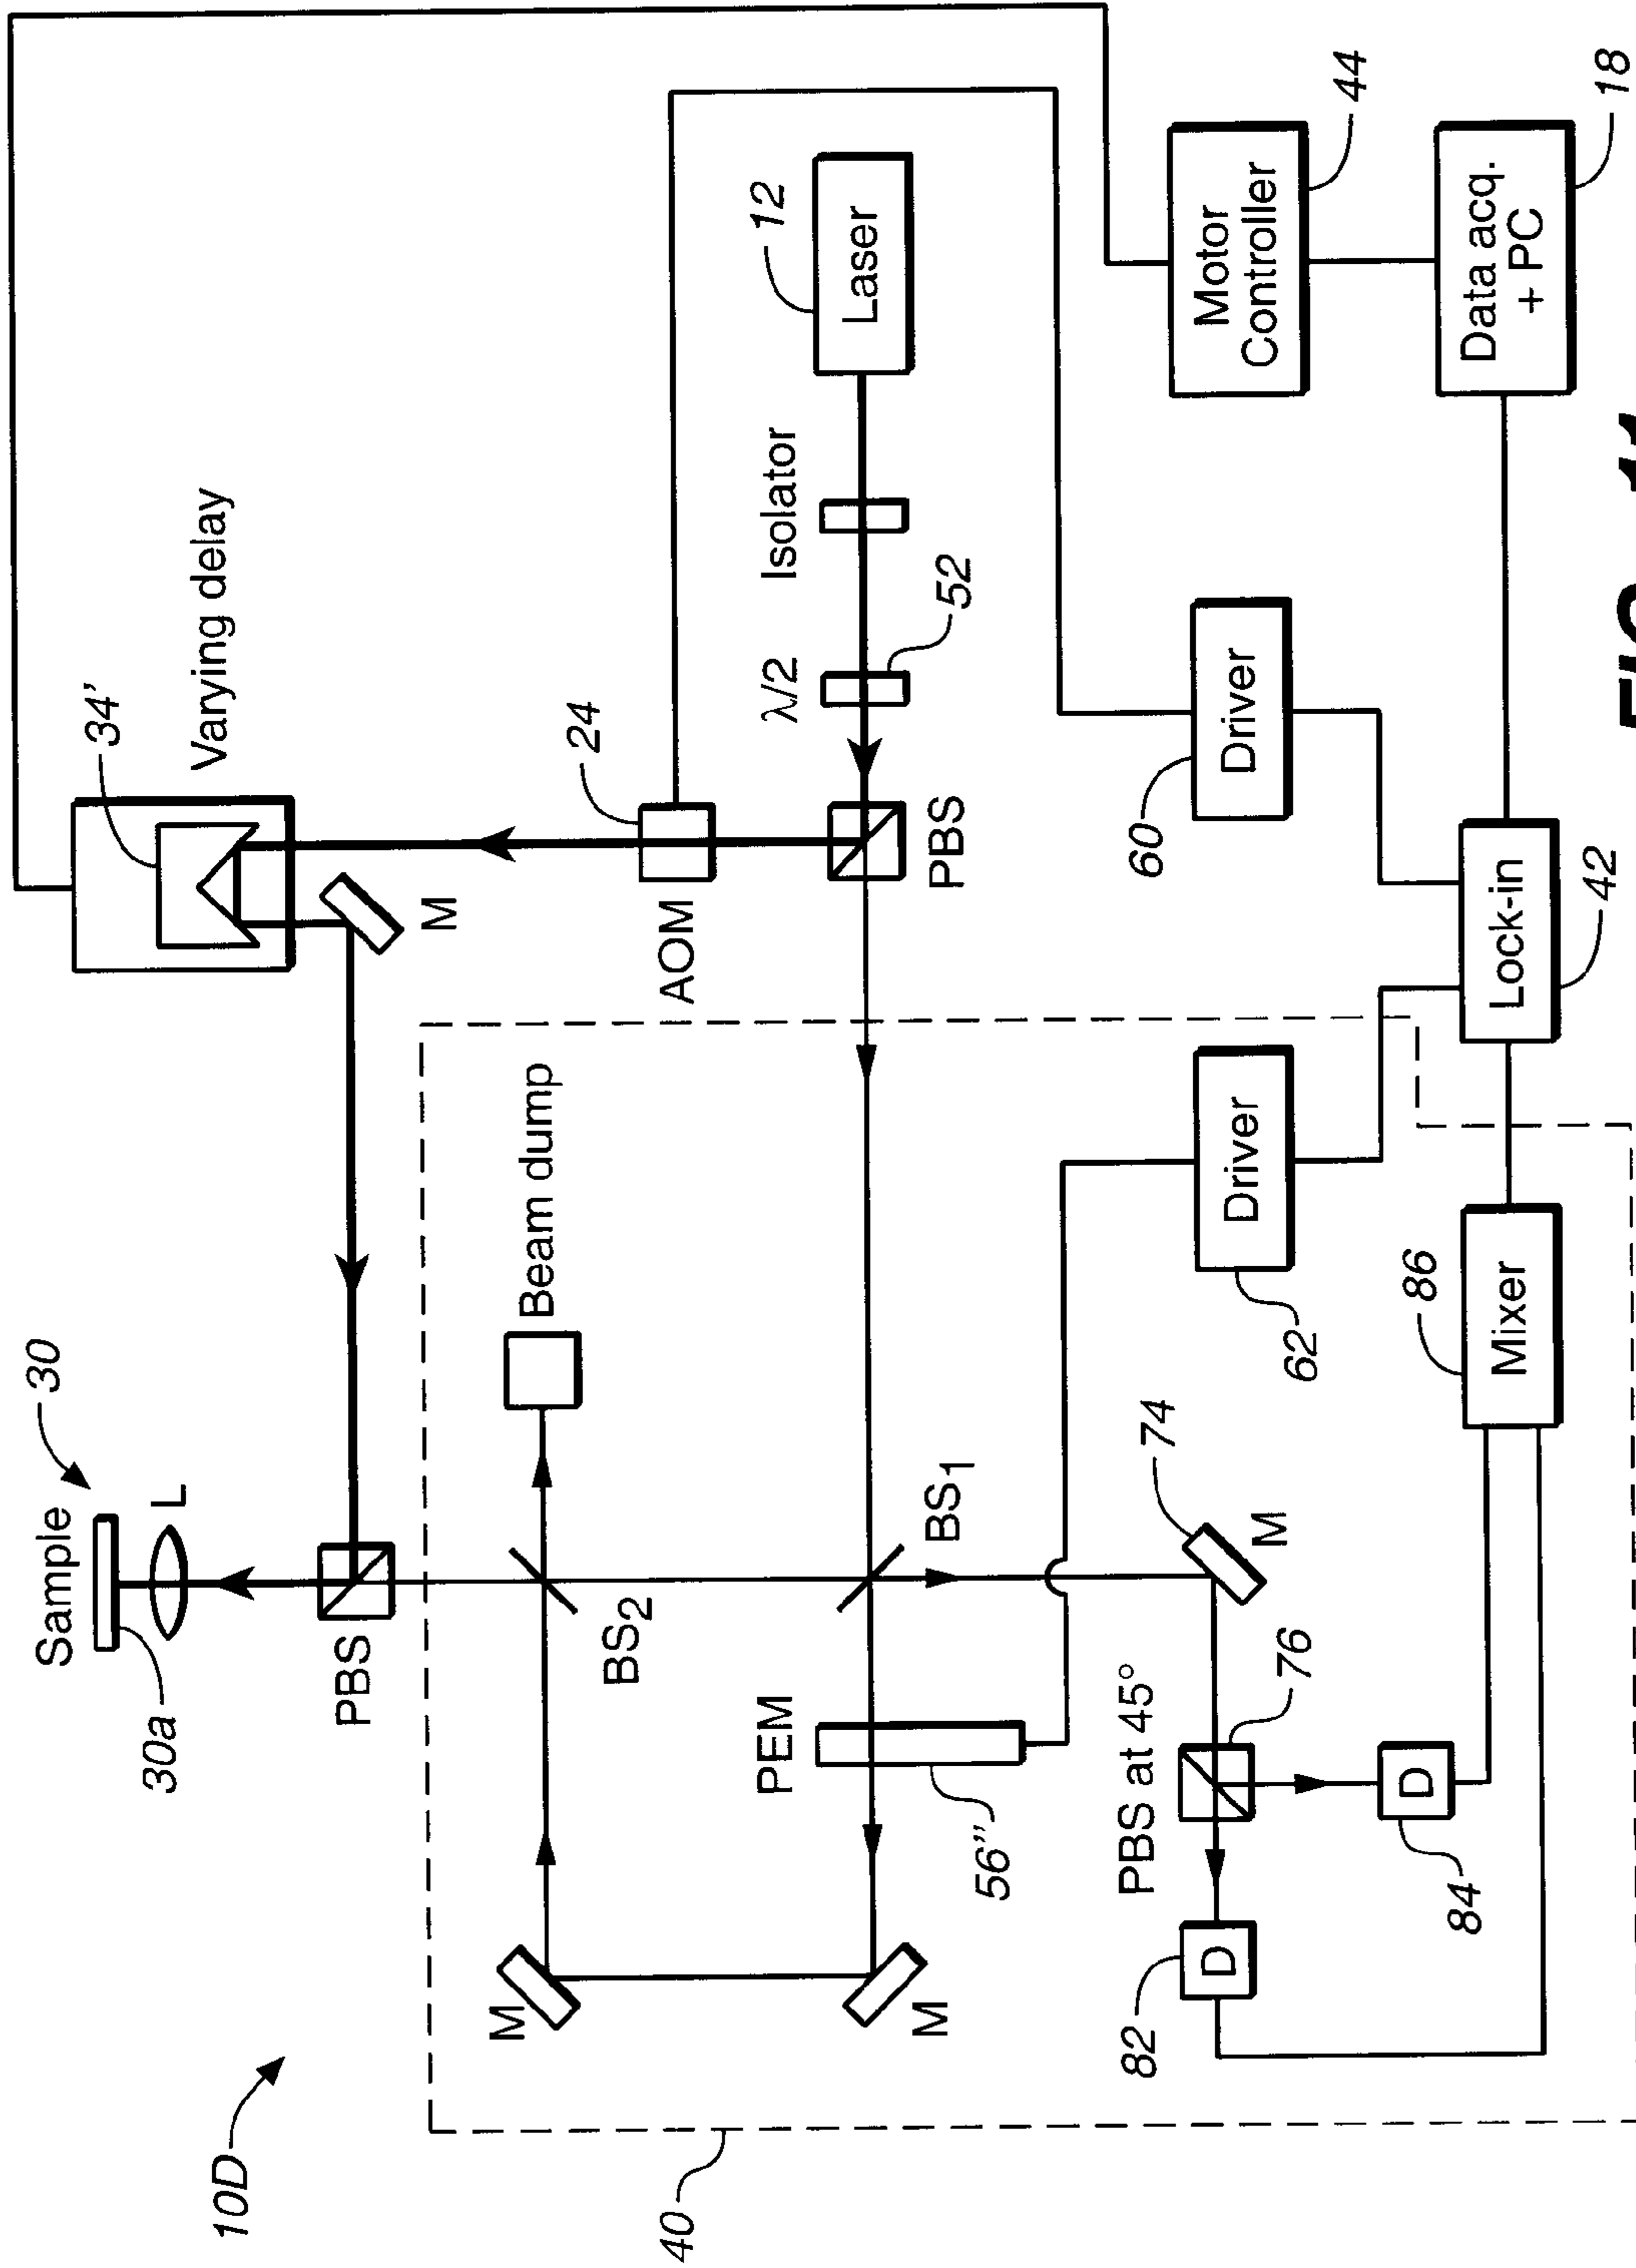 10D
40
Sample
30
30a
L
PBS
34'
Varying delay
M
M
Beam dump
BS2
AOM
24
PEM
BS1
λ/2
Isolator
12
Laser
52
PBS
M
56"
PBS at 45°
76
74
M
82
D
D
84
62
Driver
60
Driver
Motor
Controller
44
86
Mixer
Lock-in
42
Data acq.
+ PC
18